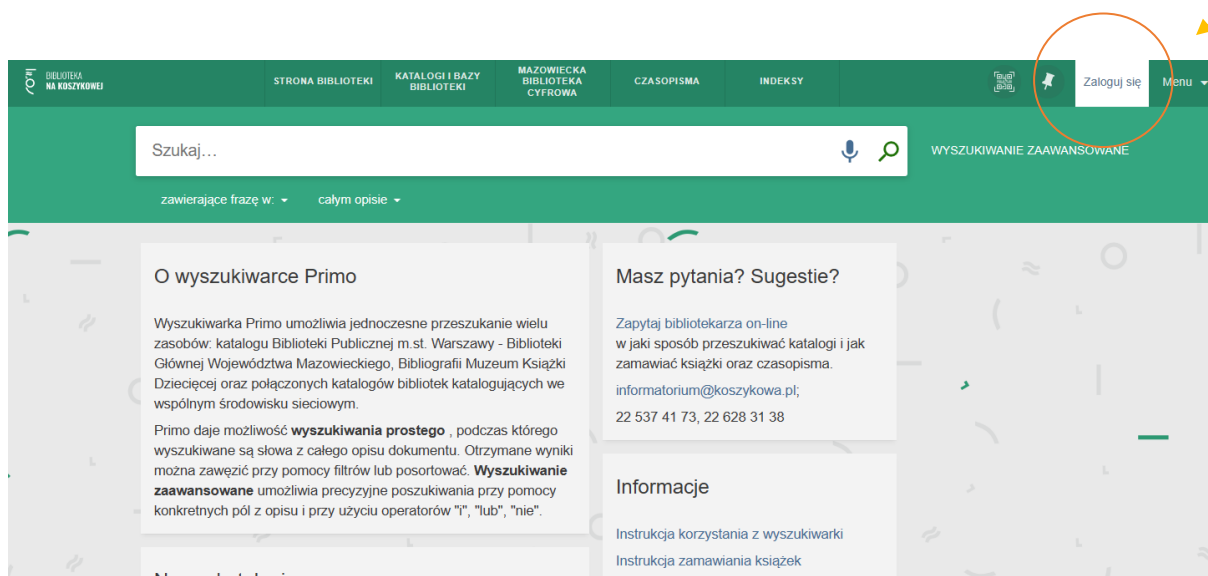 BIBLIOTEKA
NA KOSZYKOWEJ
STRONA BIBLIOTEKI
KATALOGI I BAZY
BIBLIOTEKI
MAZOWIECKA
BIBLIOTEKA
CYFROWA
CZASOPISMA
INDEKSY
Zaloguj się
Menu
Szukaj...
WYSZUKIWANIE ZAAWANSOWANE
zawierające frazę w:
całym opisie
O wyszukiwarce Primo
Wyszukiwarka Primo umożliwia jednoczesne przeszukanie wielu
zasobów: katalogu Biblioteki Publicznej m.st. Warszawy - Biblioteki
Głównej Województwa Mazowieckiego, Bibliografii Muzeum Książki
Dziecięcej oraz połączonych katalogów bibliotek katalogujących we
wspólnym środowisku sieciowym.
Primo daje możliwość wyszukiwania prostego , podczas którego
wyszukiwane są słowa z całego opisu dokumentu. Otrzymane wyniki
można zawęzić przy pomocy filtrów lub posortować. Wyszukiwanie
zaawansowane umożliwia precyzyjne poszukiwania przy pomocy
konkretnych pól z opisu i przy użyciu operatorów "i", "lub", "nie".
Masz pytania? Sugestie?
Zapytaj bibliotekarza on-line
w jaki sposób przeszukiwać katalogi i jak
zamawiać książki oraz czasopisma.
informatorium@koszykowa.pl;
22 537 41 73, 22 628 31 38
Informacje
Instrukcja korzystania z wyszukiwarki
Instrukcja zamawiania książek